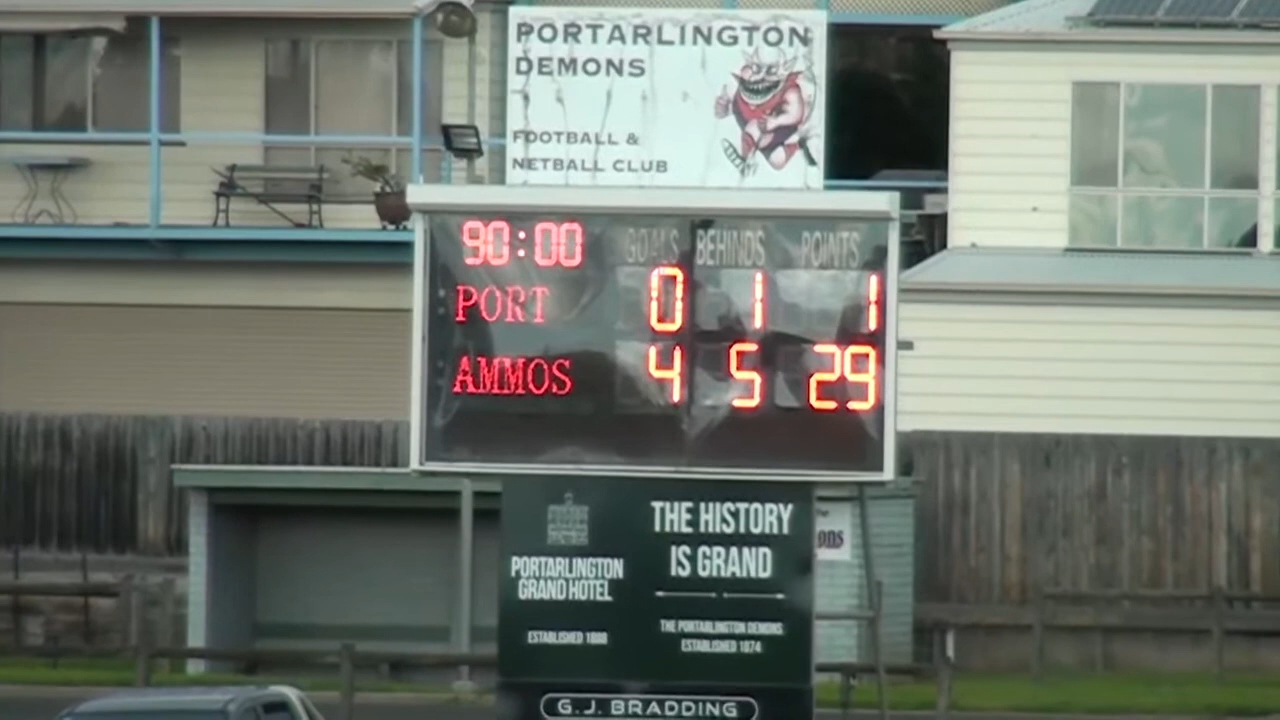 PORTARLINGTON
DEMONS
FOOTBALL &
NETBALL CLUB
90:00 GOALS BEHINDS POINTS
PORT 0 1 1
AMMOS 4 5 29
PORTARLINGTON
GRAND HOTEL
ESTABLISHED 1888
THE HISTORY
IS GRAND
THE PORTARLINGTON DEMONS
ESTABLISHED 1874
G.J. BRADDING